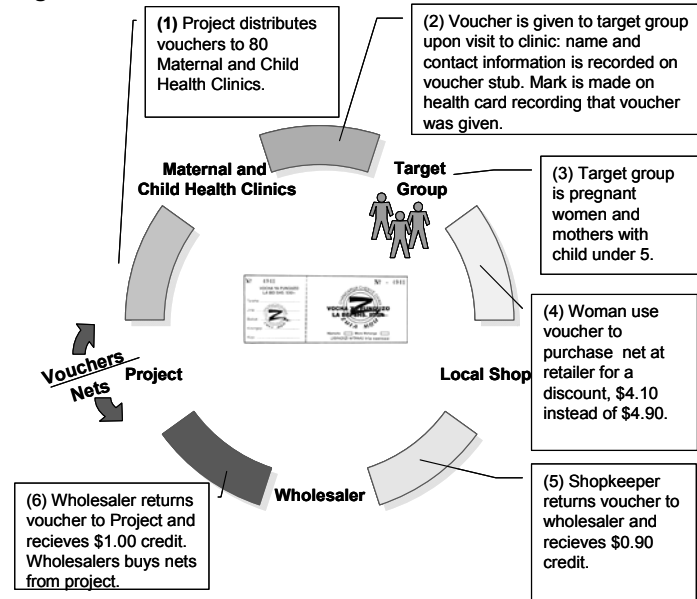 (1) Project distributes
vouchers to 80
Maternal and Child
Health Clinics.
(2) Voucher is given to target group
upon visit to clinic: name and
contact information is recorded on
voucher stub. Mark is made on
health card recording that voucher
was given.
Maternal and
Child Health Clinics
Target
Group
(3) Target group
is pregnant
women and
mothers with
child under 5.
VOCHA YA PUNGUZO
(4) Woman use
voucher to
purchase net at
retailer for a
discount, $4.10
instead of $4.90.
Vouchers
Nets
Project
Local Shop
Wholesaler
(5) Shopkeeper
returns voucher to
wholesaler and
recieves $0.90
credit.
(6) Wholesaler returns
voucher to Project and
recieves $1.00 credit.
Wholesalers buys nets
from project.